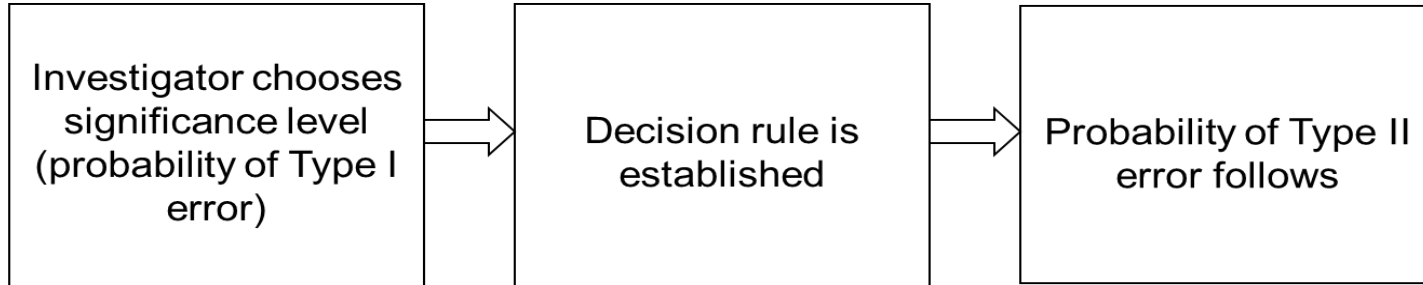 Investigator chooses
significance level
(probability of Type I
error)
Decision rule is
established
Probability of Type II
error follows